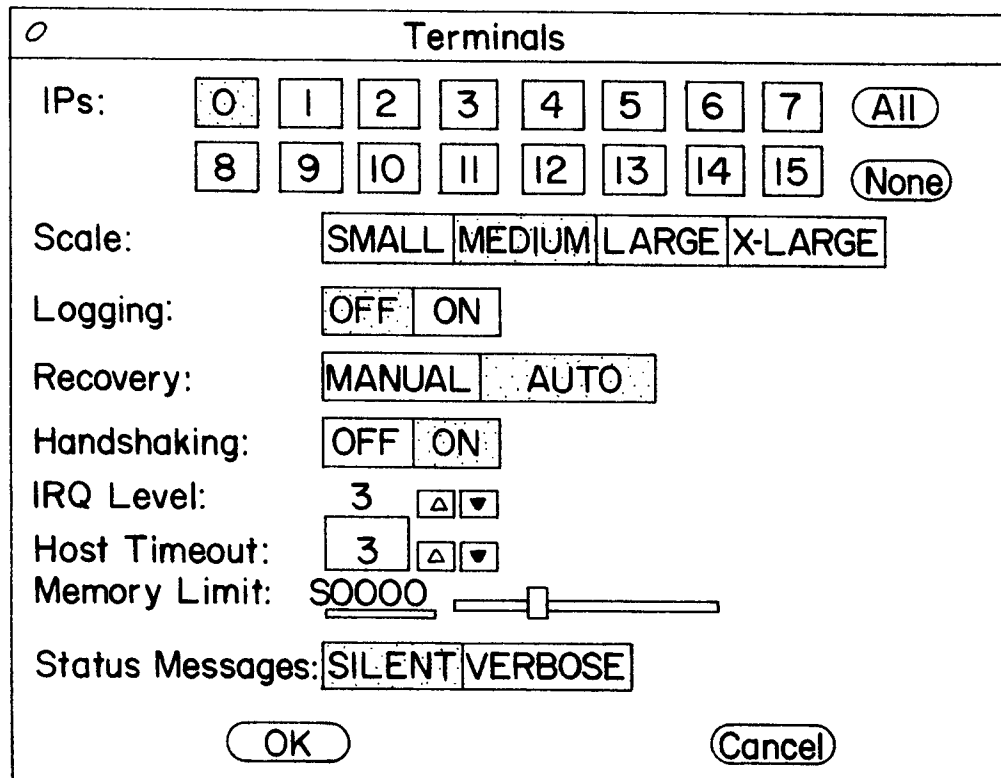 Terminals
IPs: 0 1 2 3 4 5 6 7 All
8 9 10 11 12 13 14 15 None
Scale: SMALL MEDIUM LARGE X-LARGE
Logging: OFF ON
Recovery: MANUAL AUTO
Handshaking: OFF ON
IRQ Level: 3
Host Timeout: 3
Memory Limit: S0000
Status Messages: SILENT VERBOSE
OK Cancel